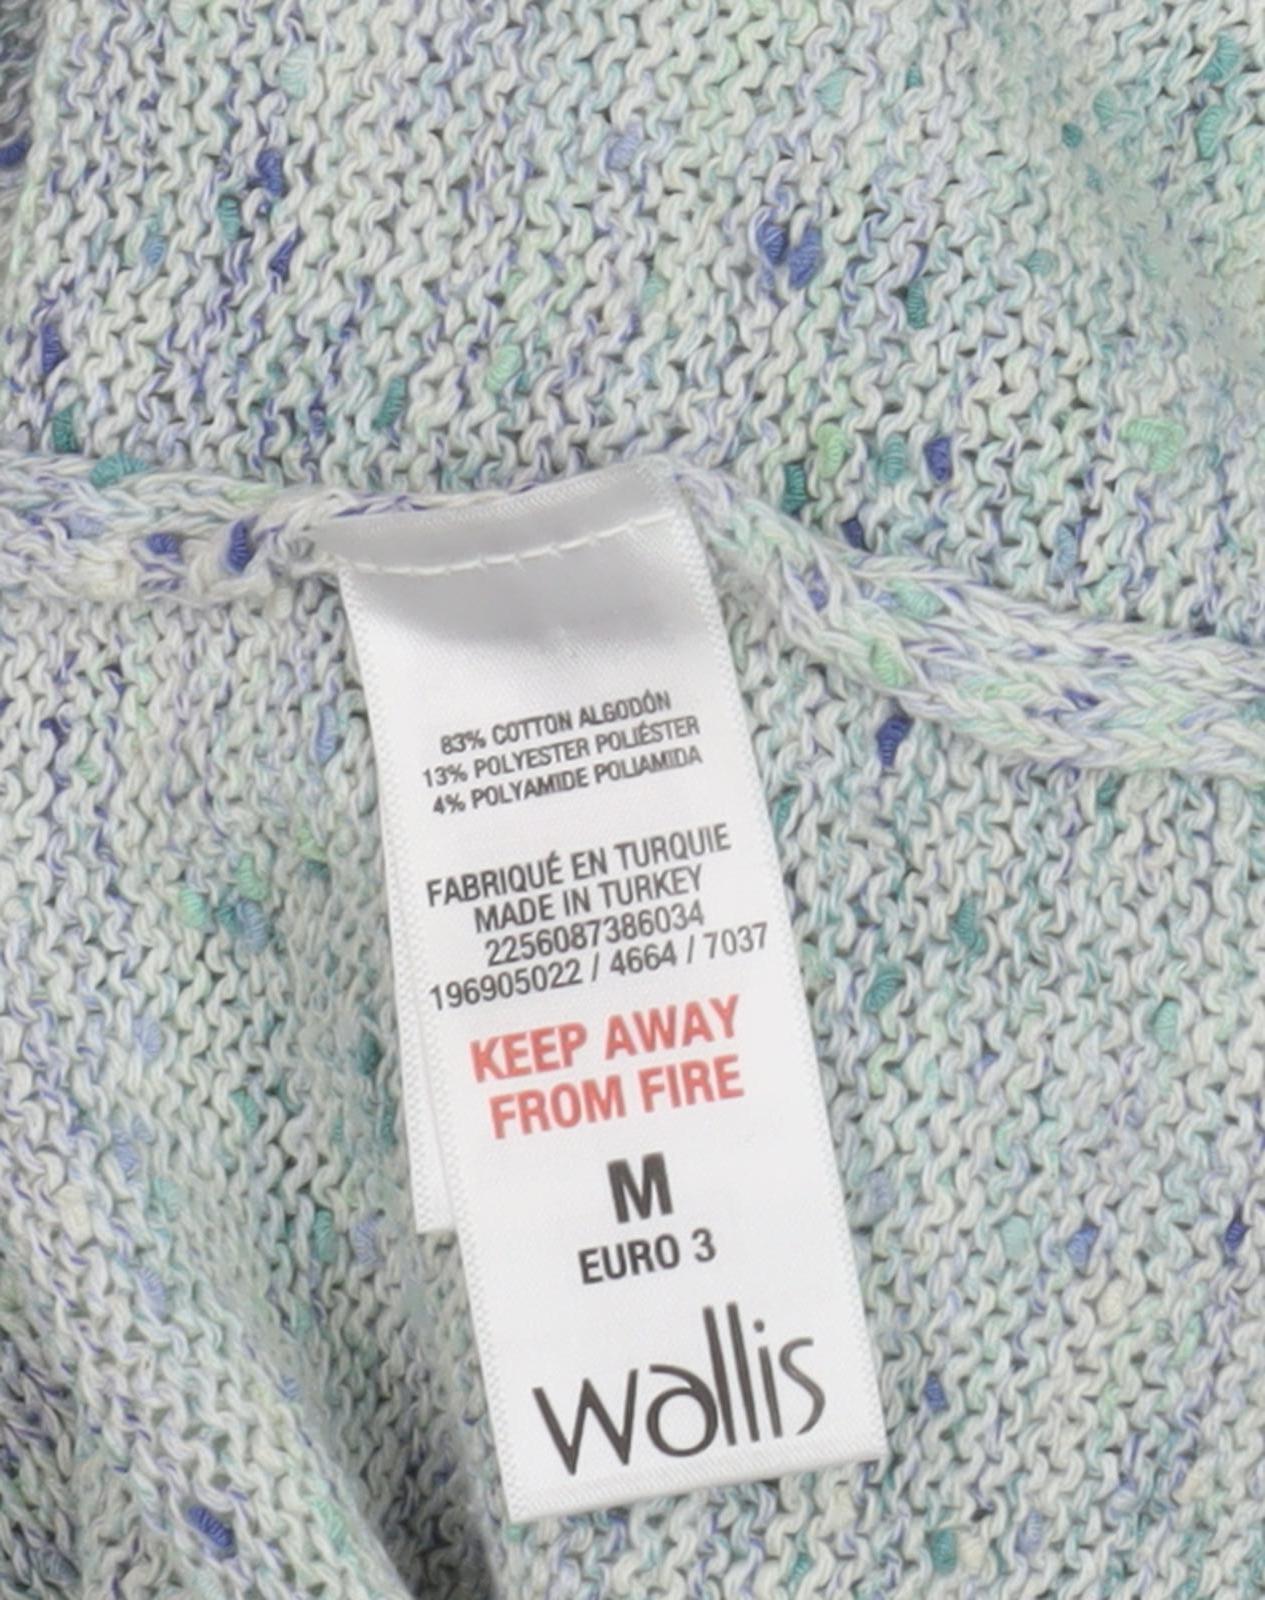 83% COTTON ALGODÓN
13% POLYESTER POLIÉSTER
4% POLYAMIDE POLIAMIDA
FABRIQUÉ EN TURQUIE
MADE IN TURKEY
2256087386034
196905022 / 4664 / 7037
KEEP AWAY
FROM FIRE
M
EURO 3
wallis